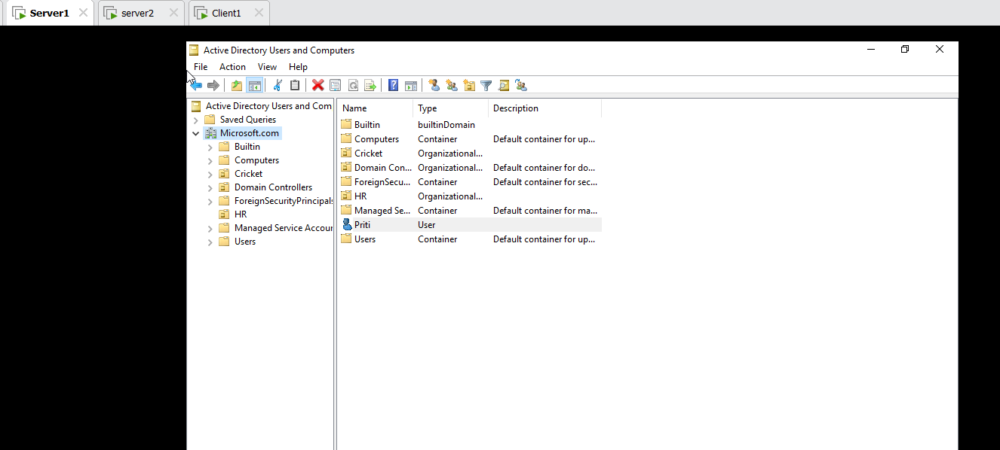 Server1 server2 Client1
Active Directory Users and Computers
File Action View Help
Active Directory Users and Com
Saved Queries
Microsoft.com
Builtin
Computers
Cricket
Domain Controllers
ForeignSecurityPrincipals
HR
Managed Service Accour
Users
Name Type Description
Builtin builtinDomain
Computers Container Default container for up...
Cricket Organizational...
Domain Con... Organizational... Default container for do...
ForeignSecu... Container Default container for sec...
HR Organizational...
Managed Se... Container Default container for ma...
Priti User
Users Container Default container for up...